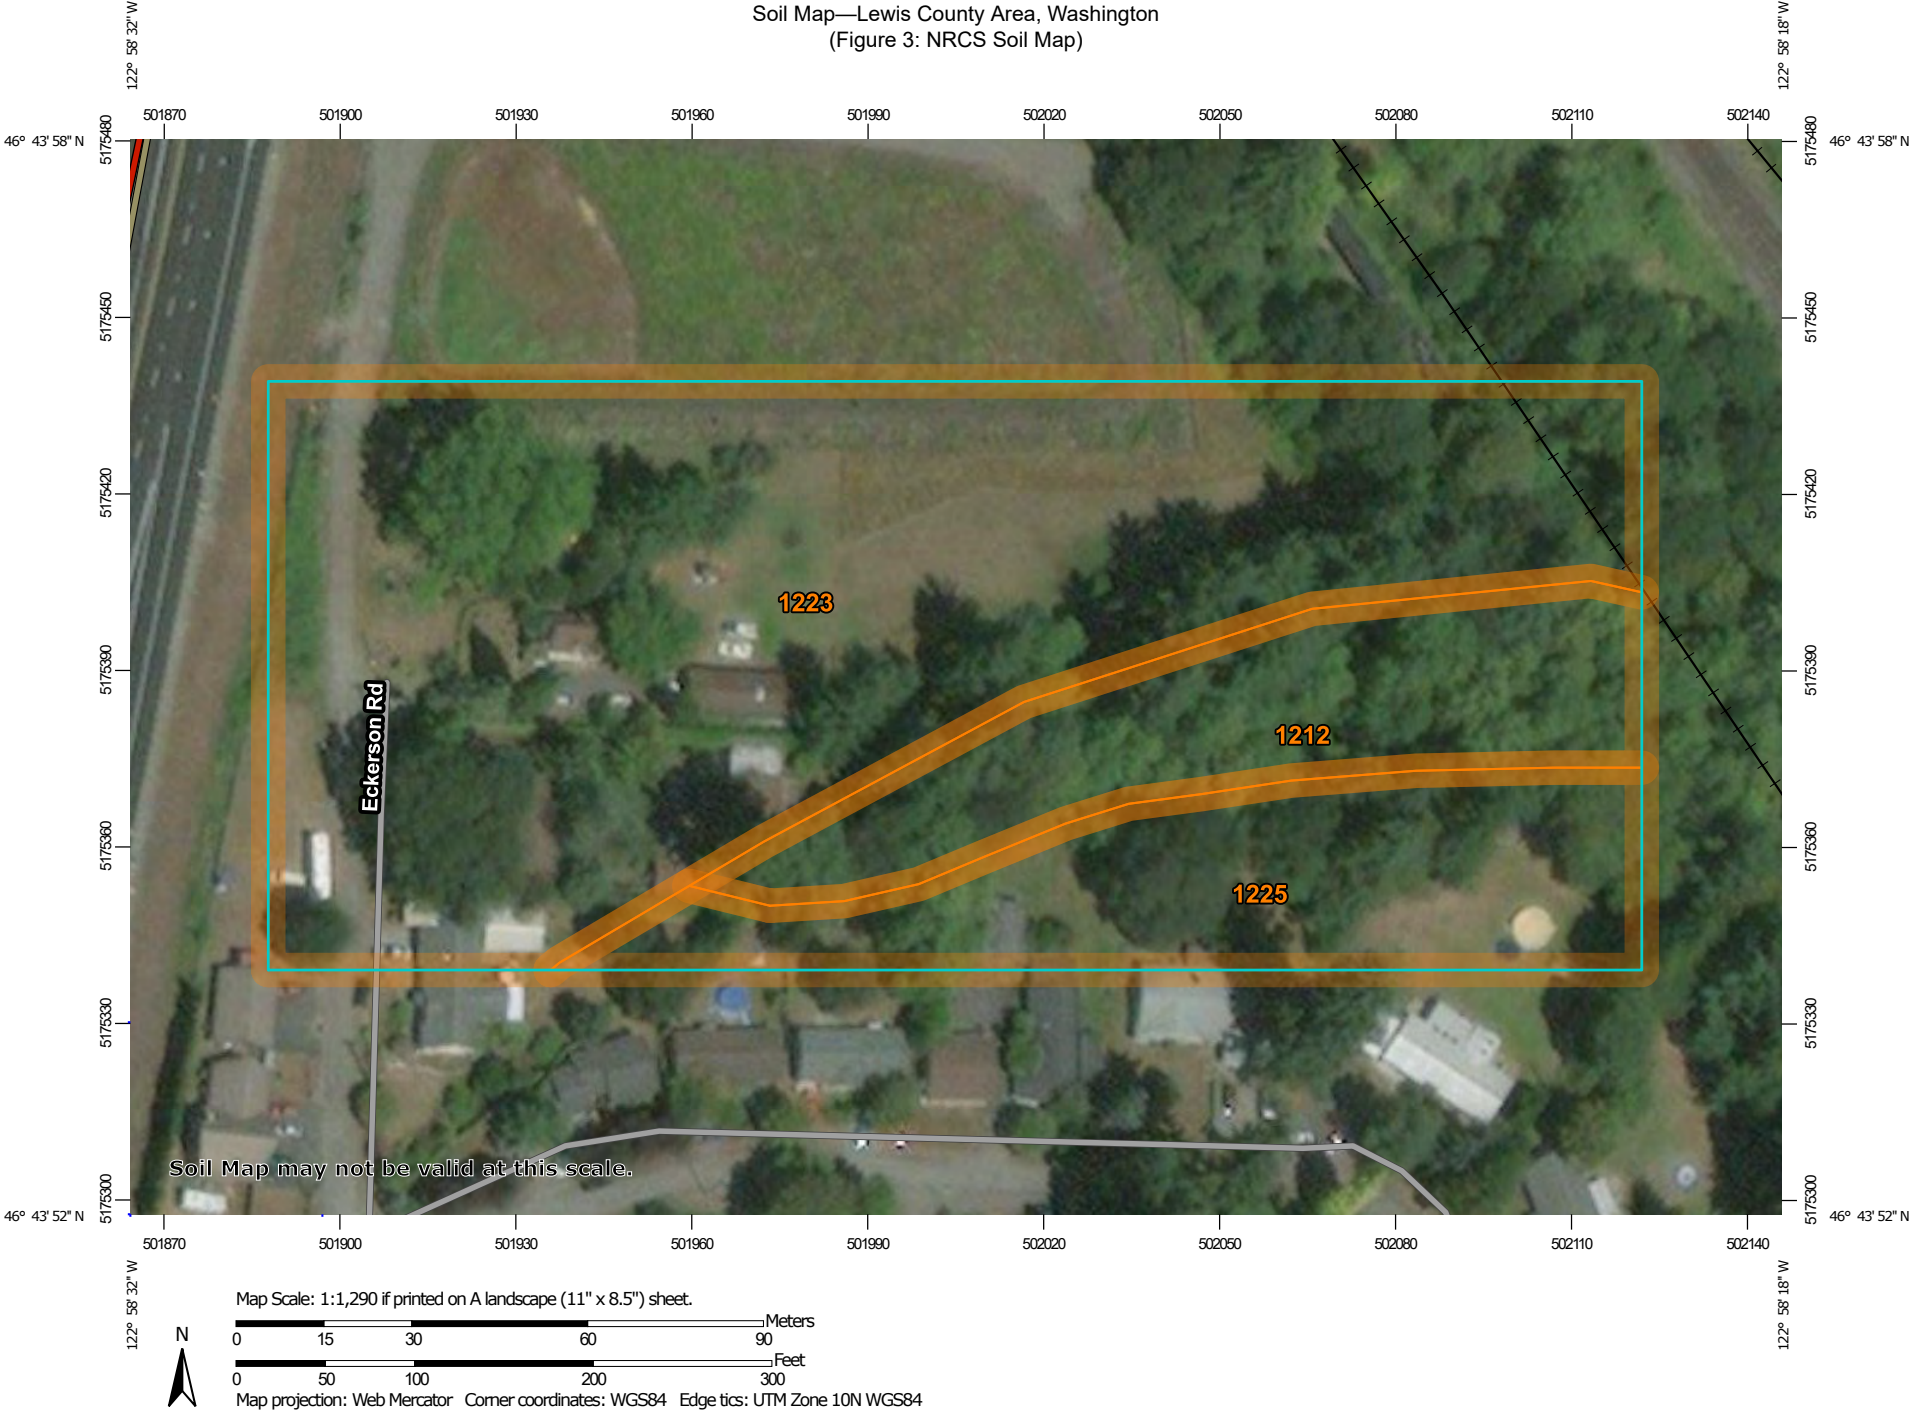 Soil Map—Lewis County Area, Washington
(Figure 3: NRCS Soil Map)
122° 58' 32" W
122° 58' 18" W
501870 501900 501930 501960 501990 502020 502050 502080 502110 502140
46° 43' 58" N
46° 43' 58" N
5175480
5175480
5175450
5175450
5175420
5175420
1223
5175390
5175390
Eckerson Rd
1212
5175360
5175360
1225
5175330
5175330
Soil Map may not be valid at this scale.
5175300
5175300
46° 43' 52" N
46° 43' 52" N
501870 501900 501930 501960 501990 502020 502050 502080 502110 502140
122° 58' 32" W
122° 58' 18" W
Map Scale: 1:1,290 if printed on A landscape (11" x 8.5") sheet.
Meters
0 15 30 60 90
N
Feet
0 50 100 200 300
Map projection: Web Mercator Corner coordinates: WGS84 Edge tics: UTM Zone 10N WGS84